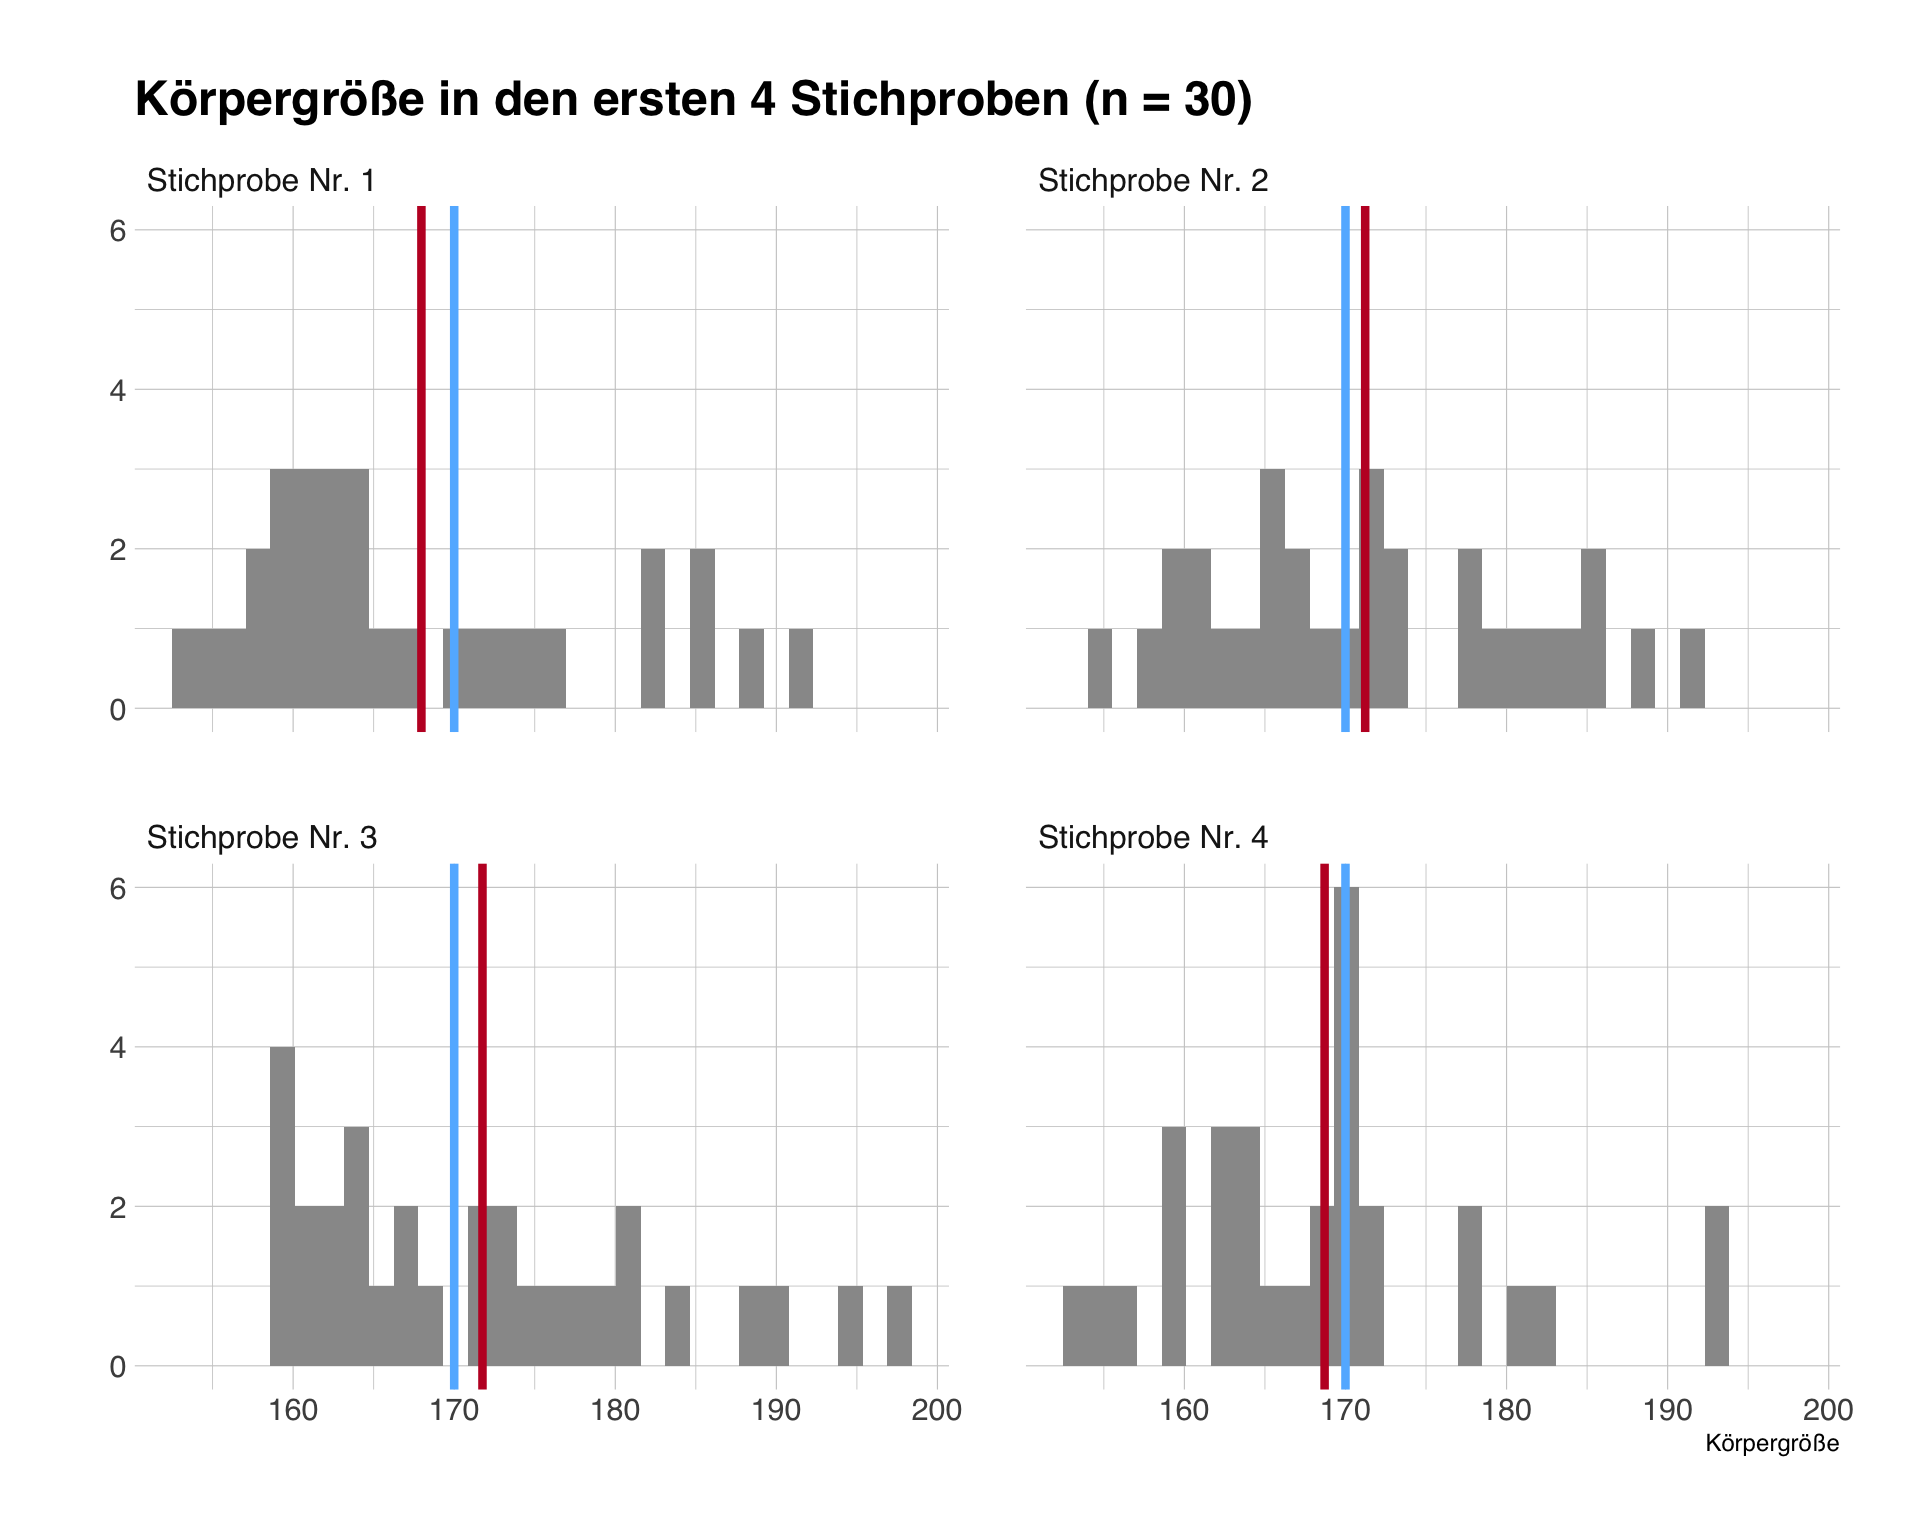 Körpergröße in den ersten 4 Stichproben (n = 30)
Stichprobe Nr. 1
Stichprobe Nr. 2
6
4
2
0
Stichprobe Nr. 3
Stichprobe Nr. 4
6
4
2
0
160 170 180 190 200
160 170 180 190 200
Körpergröße